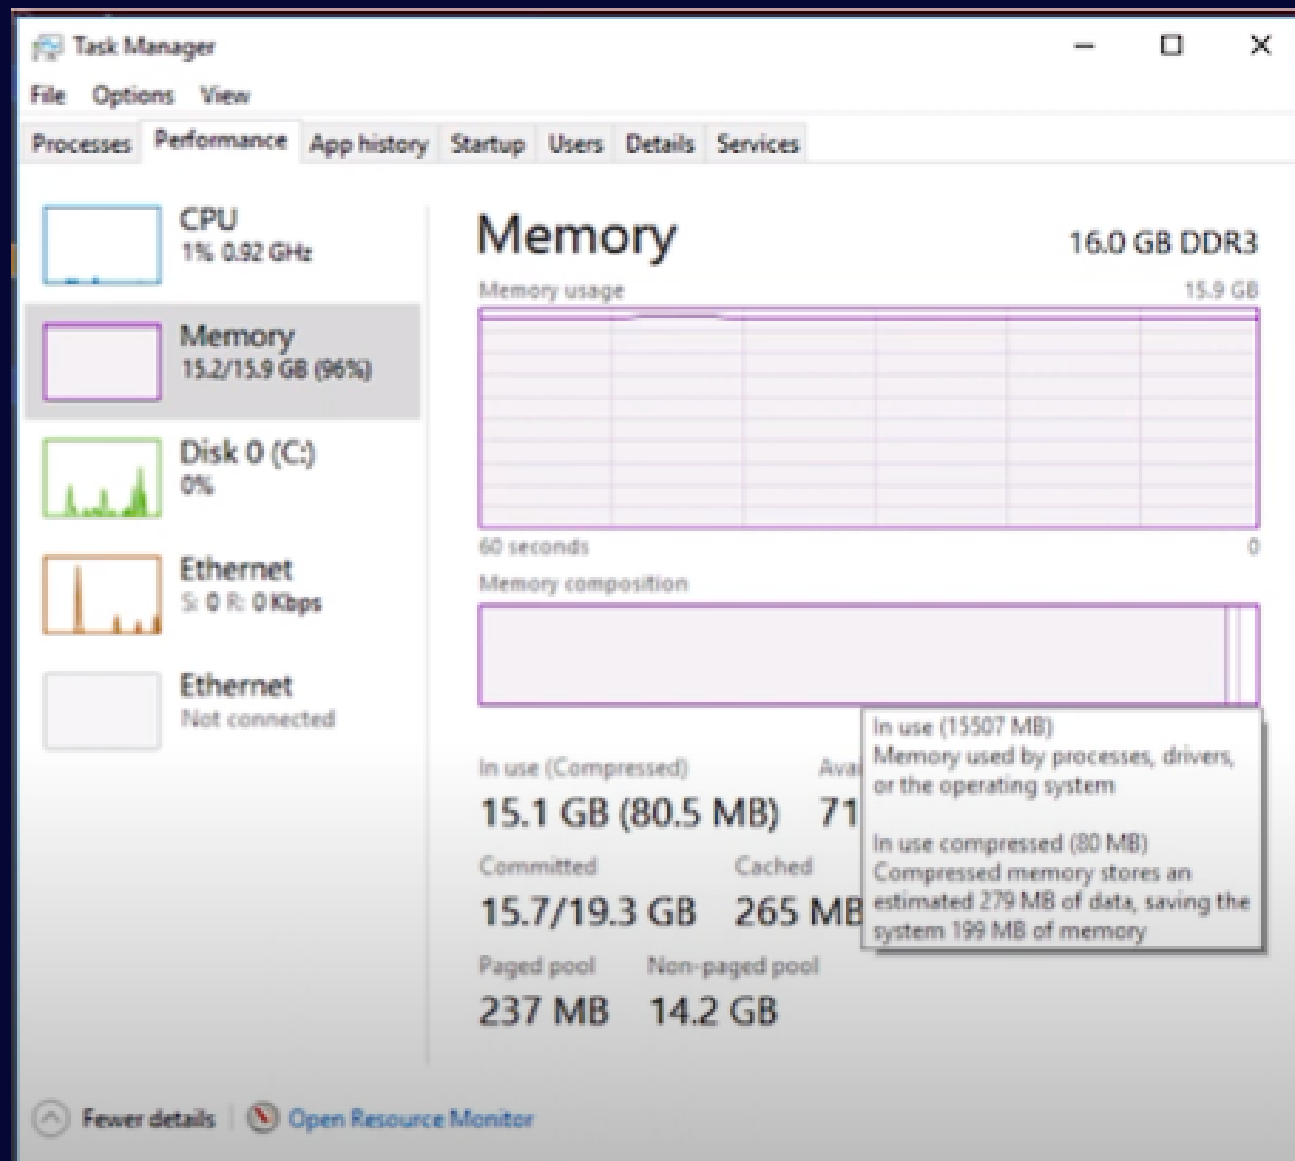 Task Manager
File Options View
Processes Performance App history Startup Users Details Services
CPU
1% 0.92 GHz
Memory
15.2/15.9 GB (96%)
Disk 0 (C:)
0%
Ethernet
S: 0 R: 0 Kbps
Ethernet
Not connected
Memory 16.0 GB DDR3
Memory usage 15.9 GB
60 seconds 0
Memory composition
In use (Compressed)
15.1 GB (80.5 MB) 71
Committed Cached
15.7/19.3 GB 265 MB
Paged pool Non-paged pool
237 MB 14.2 GB
In use (15507 MB)
Memory used by processes, drivers,
or the operating system
In use compressed (80 MB)
Compressed memory stores an
estimated 279 MB of data, saving the
system 199 MB of memory
Fewer details Open Resource Monitor